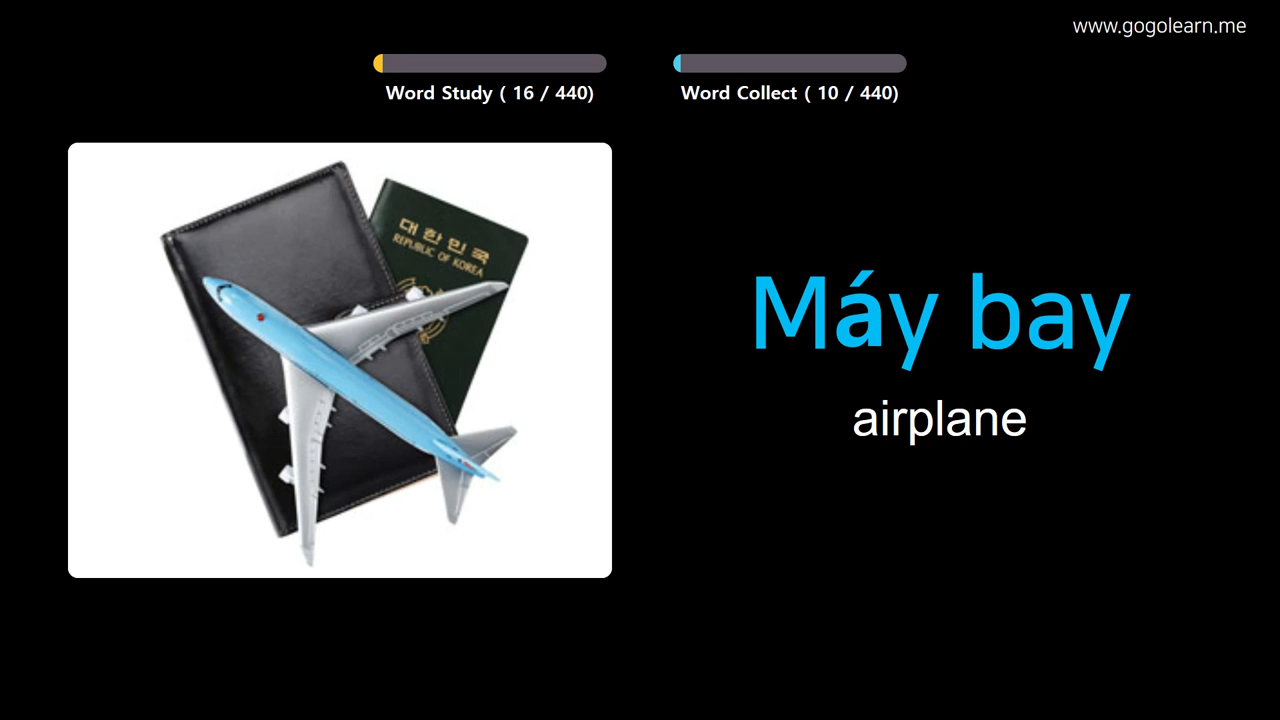 www.gogolearn.me
Word Study ( 16 / 440)
Word Collect ( 10 / 440)
대한민국
REPUBLIC OF KOREA
Máy bay
airplane